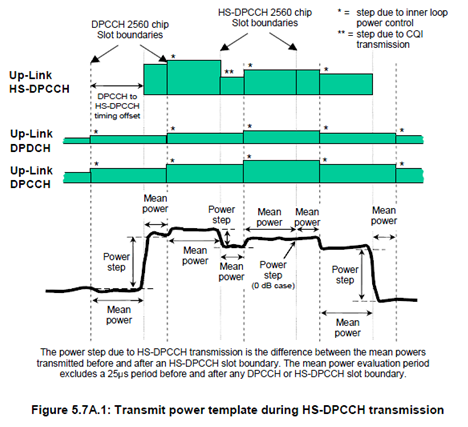 DPCCH 2560 chip
Slot boundaries
HS-DPCCH 2560 chip
Slot boundaries
* = step due to inner loop
power control
** = step due to CQI
transmission
* * ** * *
Up-Link
HS-DPCCH
DPCCH to
HS-DPCCH
timing offset
* * * * *
Up-Link
DPDCH
* * * * *
Up-Link
DPCCH
Mean
power
Power
step
Mean
power
Mean
power
Mean
power
Power
step
Mean
power
Mean
power
Power
step
(0 dB case)
Power
step
Mean
power
Mean
power
The power step due to HS-DPCCH transmission is the difference between the mean powers
transmitted before and after an HS-DPCCH slot boundary. The mean power evaluation period
excludes a 25µs period before and after any DPCCH or HS-DPCCH slot boundary.
Figure 5.7A.1: Transmit power template during HS-DPCCH transmission